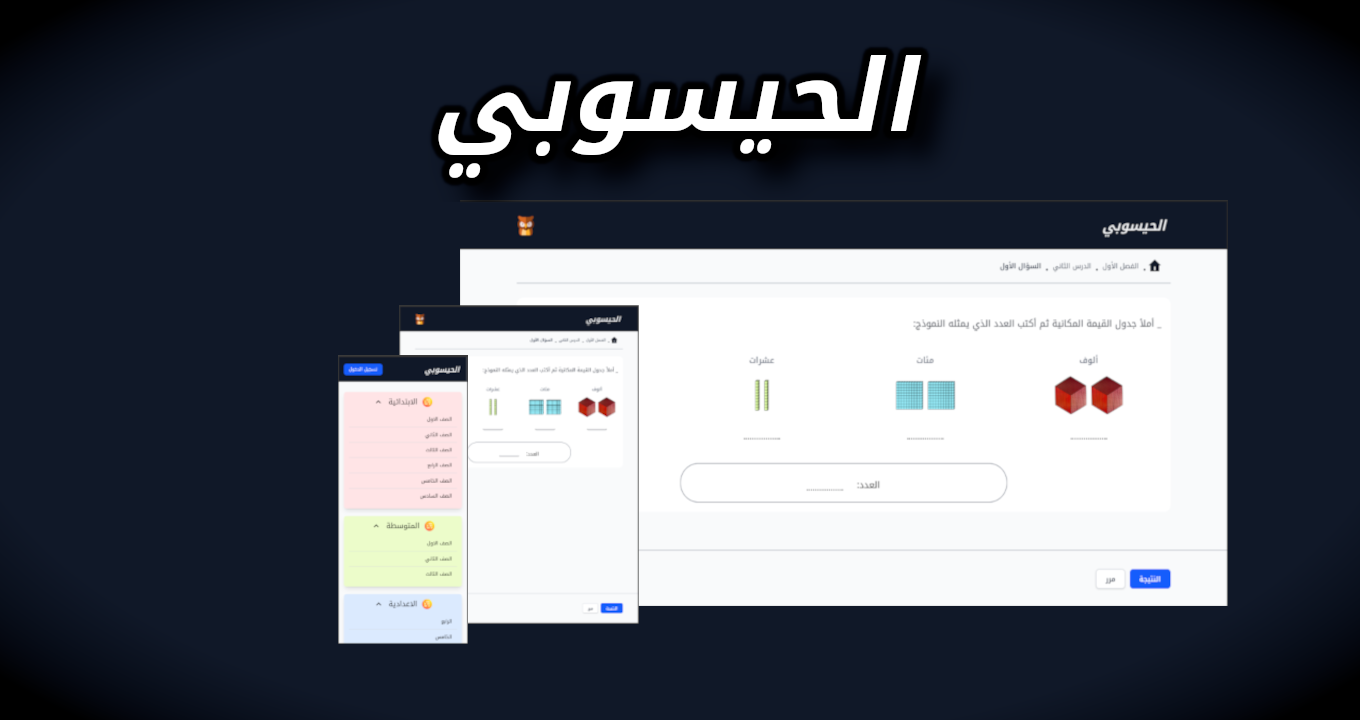 الحيسوبي
الحيسوبي
الفصل الأول . الدرس الثاني . السؤال الأول
_ أملأ جدول القيمة المكانية ثم أكتب العدد الذي يمثله النموذج:
ألوف مئات عشرات
العدد:
النتيجة مرر
الحيسوبي
الفصل الأول . الدرس الثاني . السؤال الأول
_ أملأ جدول القيمة المكانية ثم أكتب العدد الذي يمثله النموذج:
ألوف مئات عشرات
العدد:
النتيجة مرر
الحيسوبي تسجيل الدخول
الابتدائية
الصف الاول
الصف الثاني
الصف الثالث
الصف الرابع
الصف الخامس
الصف السادس
المتوسطة
الصف الاول
الصف الثاني
الصف الثالث
الاعدادية
الرابع
الخامس